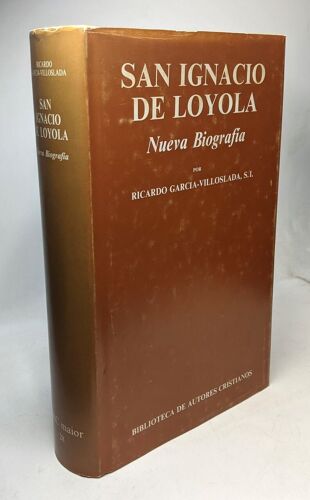 RICARDO
GARCIA-VILLOSLADA
SAN
IGNACIO
DE LOYOLA
Nueva Biografía
maior
28
SAN IGNACIO
DE LOYOLA
Nueva Biografía
POR
RICARDO GARCIA-VILLOSLADA, S.I.
BIBLIOTECA DE AUTORES CRISTIANOS